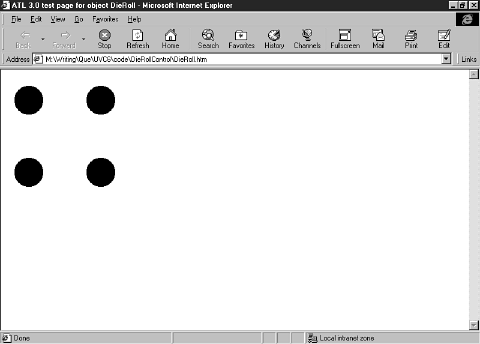 ATL 3.0 test page for object DieRoll - Microsoft Internet Explorer
File Edit View Go Favorites Help
Back Forward Stop Refresh Home Search Favorites History Channels Fullscreen Mail Print Edit
Address M:\Writing\Que\UVC6\code\DieRollControl\DieRoll.htm Links
Done Local intranet zone